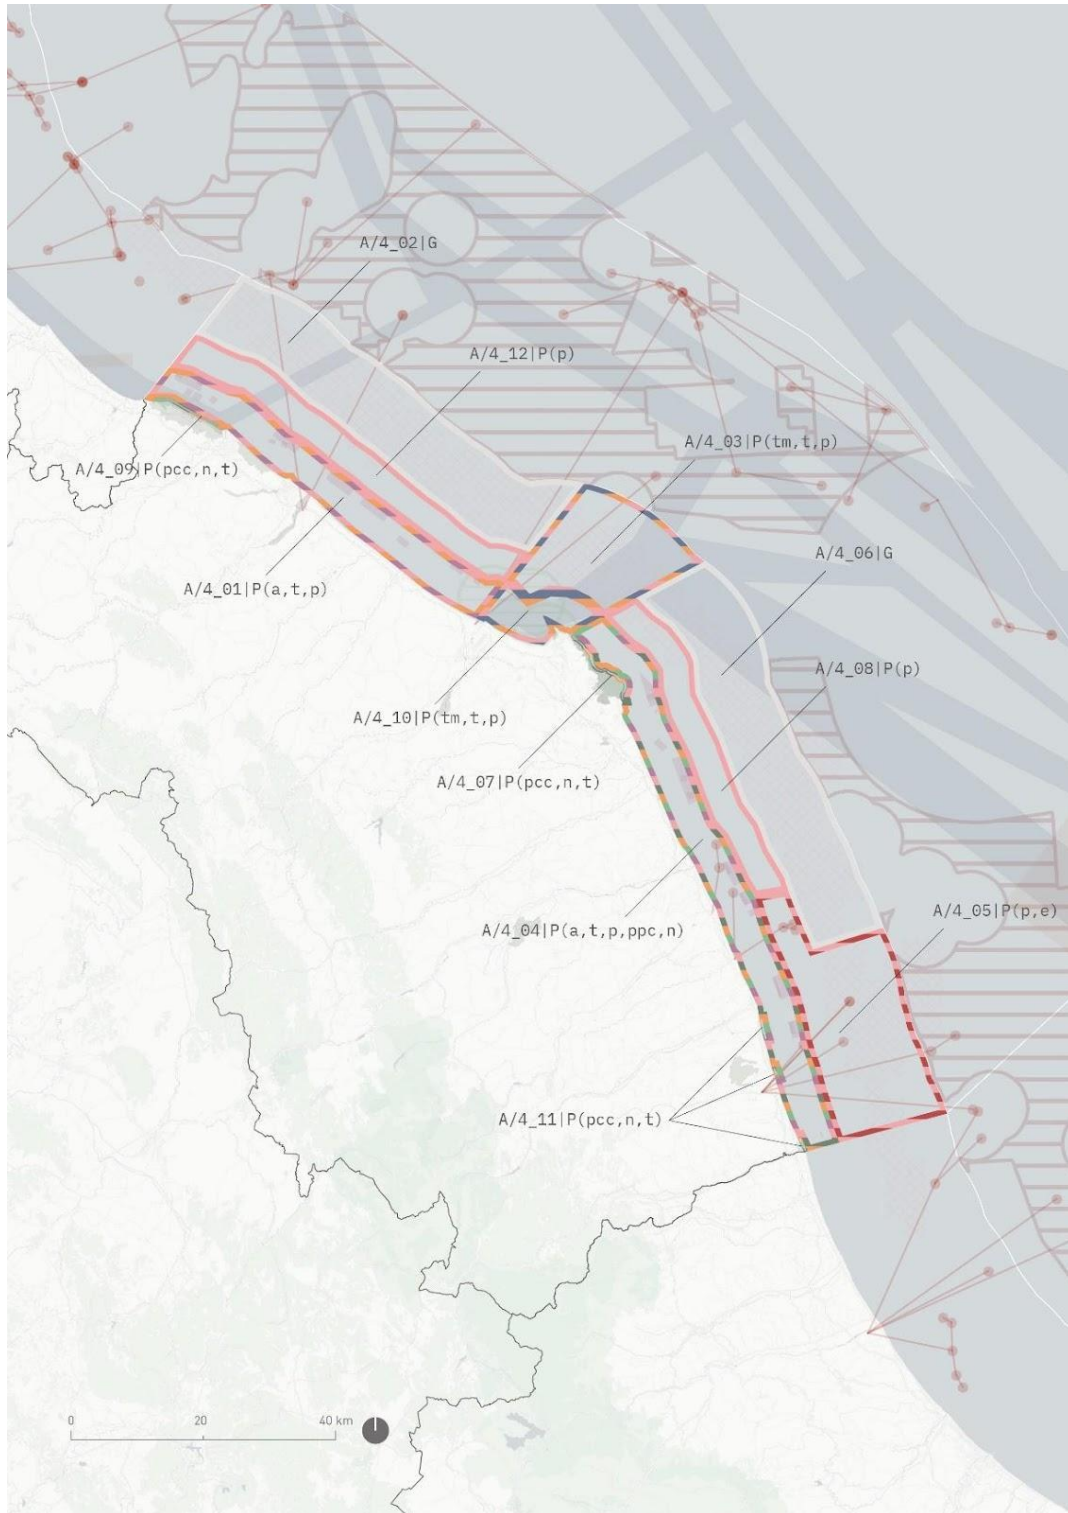 A/4_02|G
A/4_12|P(p)
A/4_03|P(tm,t,p)
A/4_09|P(pcc,n,t)
A/4_06|G
A/4_01|P(a,t,p)
A/4_08|P(p)
A/4_10|P(tm,t,p)
A/4_07|P(pcc,n,t)
A/4_05|P(p,e)
A/4_04|P(a,t,p,ppc,n)
A/4_11|P(pcc,n,t)
0 20 40 km